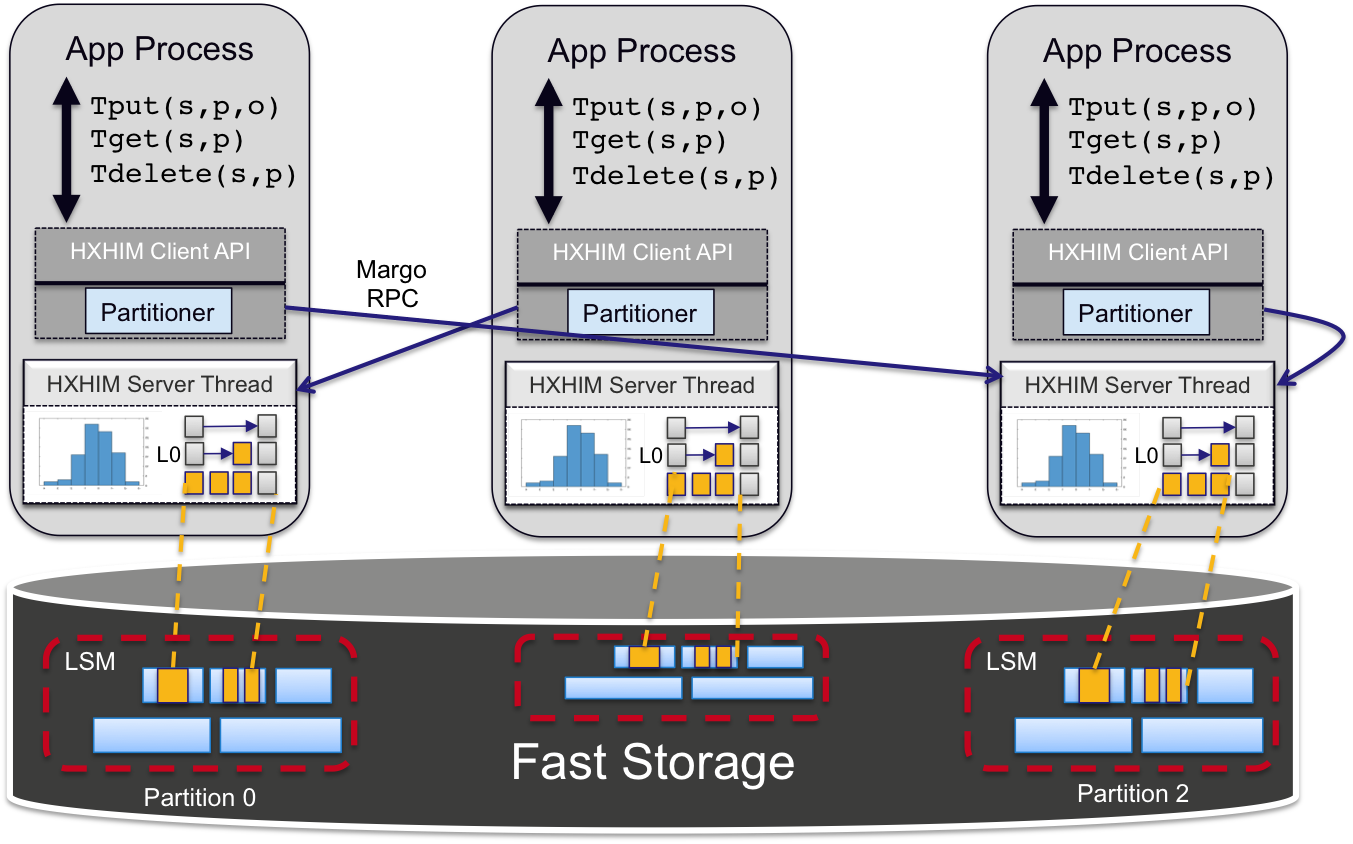 App Process
Tput(s,p,o)
Tget(s,p)
Tdelete(s,p)
HXHIM Client API
Partitioner
HXHIM Server Thread
L0
Margo
RPC
App Process
Tput(s,p,o)
Tget(s,p)
Tdelete(s,p)
HXHIM Client API
Partitioner
HXHIM Server Thread
L0
App Process
Tput(s,p,o)
Tget(s,p)
Tdelete(s,p)
HXHIM Client API
Partitioner
HXHIM Server Thread
L0
LSM
Partition 0
Fast Storage
LSM
Partition 2